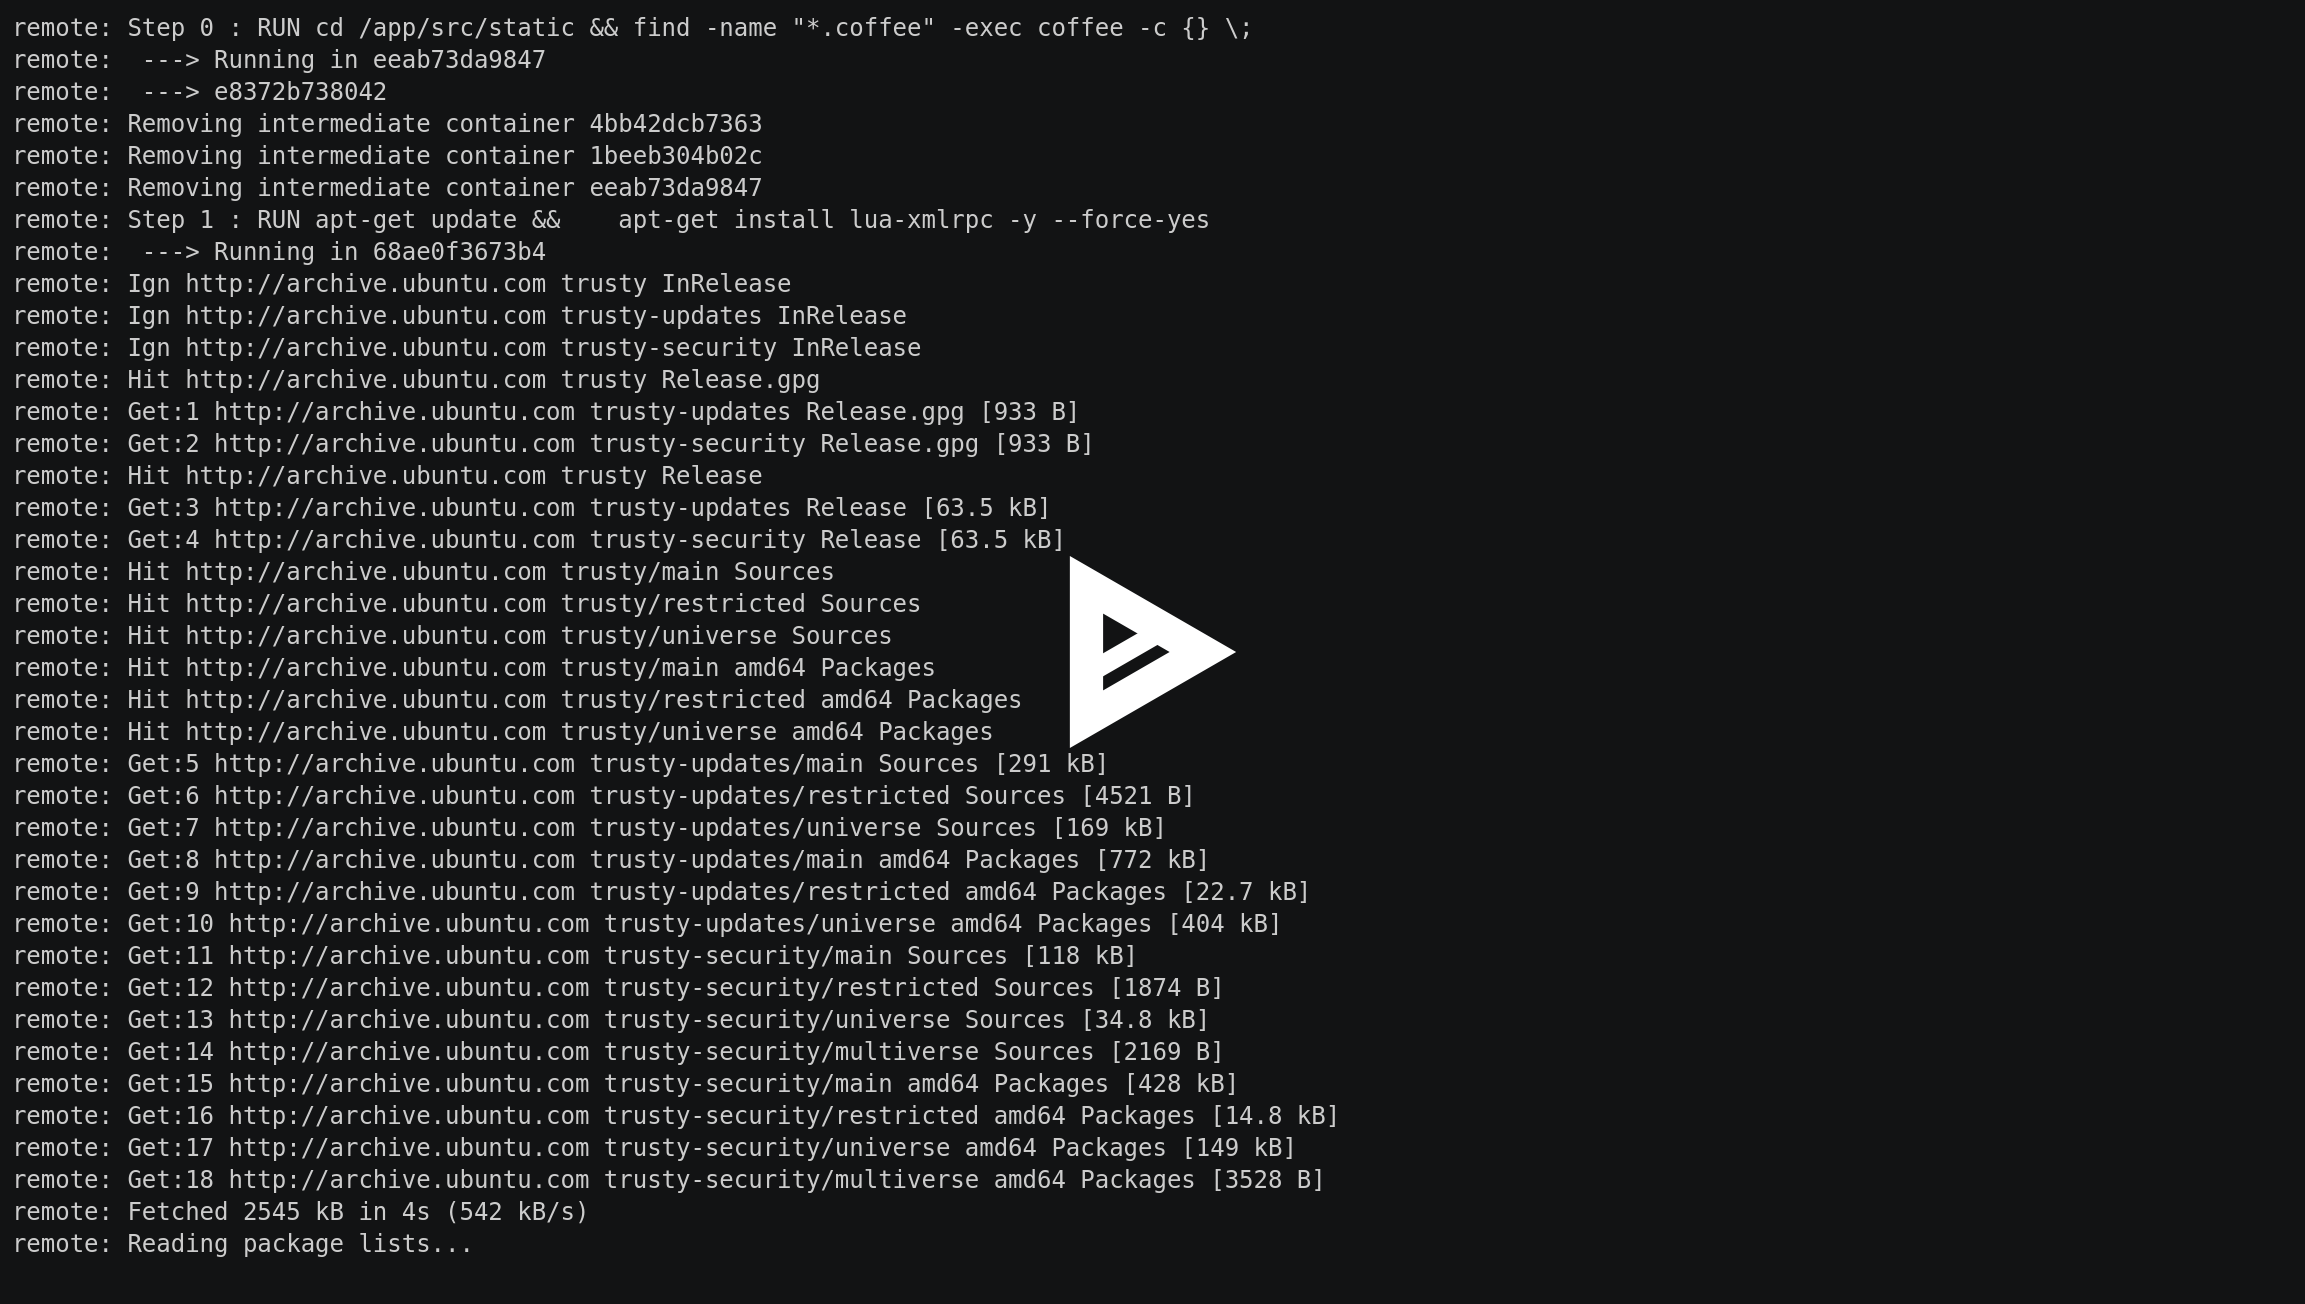 remote: Step 0 : RUN cd /app/src/static && find -name "*.coffee" -exec coffee -c {} \;
remote:  ---> Running in eeab73da9847
remote:  ---> e8372b738042
remote: Removing intermediate container 4bb42dcb7363
remote: Removing intermediate container 1beeb304b02c
remote: Removing intermediate container eeab73da9847
remote: Step 1 : RUN apt-get update &&    apt-get install lua-xmlrpc -y --force-yes
remote:  ---> Running in 68ae0f3673b4
remote: Ign http://archive.ubuntu.com trusty InRelease
remote: Ign http://archive.ubuntu.com trusty-updates InRelease
remote: Ign http://archive.ubuntu.com trusty-security InRelease
remote: Hit http://archive.ubuntu.com trusty Release.gpg
remote: Get:1 http://archive.ubuntu.com trusty-updates Release.gpg [933 B]
remote: Get:2 http://archive.ubuntu.com trusty-security Release.gpg [933 B]
remote: Hit http://archive.ubuntu.com trusty Release
remote: Get:3 http://archive.ubuntu.com trusty-updates Release [63.5 kB]
remote: Get:4 http://archive.ubuntu.com trusty-security Release [63.5 kB]
remote: Hit http://archive.ubuntu.com trusty/main Sources
remote: Hit http://archive.ubuntu.com trusty/restricted Sources
remote: Hit http://archive.ubuntu.com trusty/universe Sources
remote: Hit http://archive.ubuntu.com trusty/main amd64 Packages
remote: Hit http://archive.ubuntu.com trusty/restricted amd64 Packages
remote: Hit http://archive.ubuntu.com trusty/universe amd64 Packages
remote: Get:5 http://archive.ubuntu.com trusty-updates/main Sources [291 kB]
remote: Get:6 http://archive.ubuntu.com trusty-updates/restricted Sources [4521 B]
remote: Get:7 http://archive.ubuntu.com trusty-updates/universe Sources [169 kB]
remote: Get:8 http://archive.ubuntu.com trusty-updates/main amd64 Packages [772 kB]
remote: Get:9 http://archive.ubuntu.com trusty-updates/restricted amd64 Packages [22.7 kB]
remote: Get:10 http://archive.ubuntu.com trusty-updates/universe amd64 Packages [404 kB]
remote: Get:11 http://archive.ubuntu.com trusty-security/main Sources [118 kB]
remote: Get:12 http://archive.ubuntu.com trusty-security/restricted Sources [1874 B]
remote: Get:13 http://archive.ubuntu.com trusty-security/universe Sources [34.8 kB]
remote: Get:14 http://archive.ubuntu.com trusty-security/multiverse Sources [2169 B]
remote: Get:15 http://archive.ubuntu.com trusty-security/main amd64 Packages [428 kB]
remote: Get:16 http://archive.ubuntu.com trusty-security/restricted amd64 Packages [14.8 kB]
remote: Get:17 http://archive.ubuntu.com trusty-security/universe amd64 Packages [149 kB]
remote: Get:18 http://archive.ubuntu.com trusty-security/multiverse amd64 Packages [3528 B]
remote: Fetched 2545 kB in 4s (542 kB/s)
remote: Reading package lists...